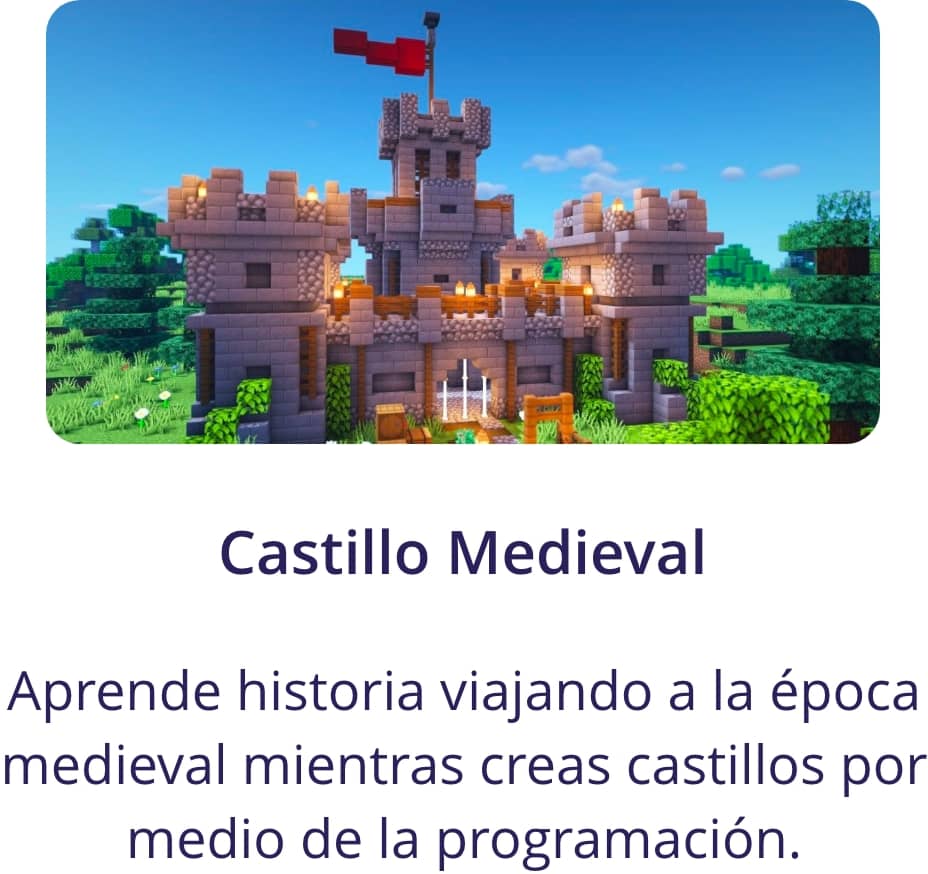 Castillo Medieval
Aprende historia viajando a la época
medieval mientras creas castillos por
medio de la programación.